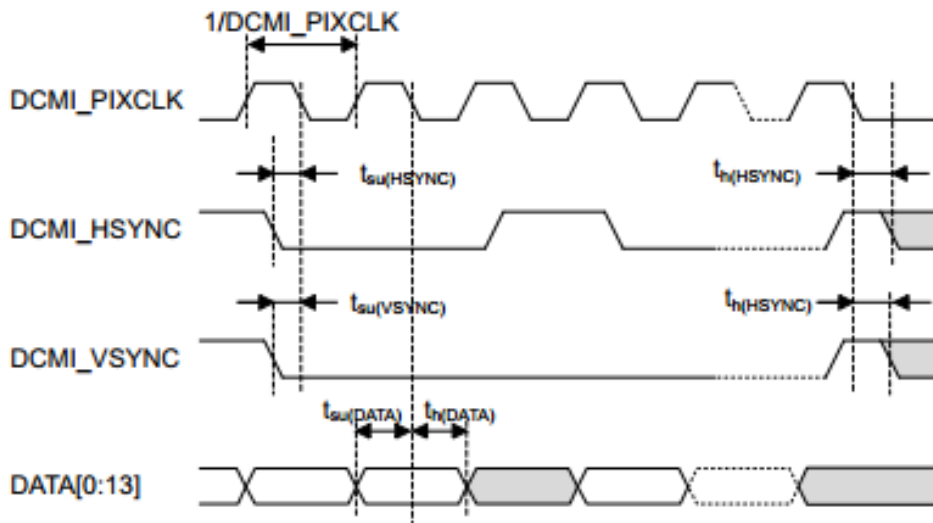 1/DCMI_PIXCLK
DCMI_PIXCLK
tsu(HSYNC)
th(HSYNC)
DCMI_HSYNC
tsu(VSYNC)
th(HSYNC)
DCMI_VSYNC
tsu(DATA) th(DATA)
DATA[0:13]